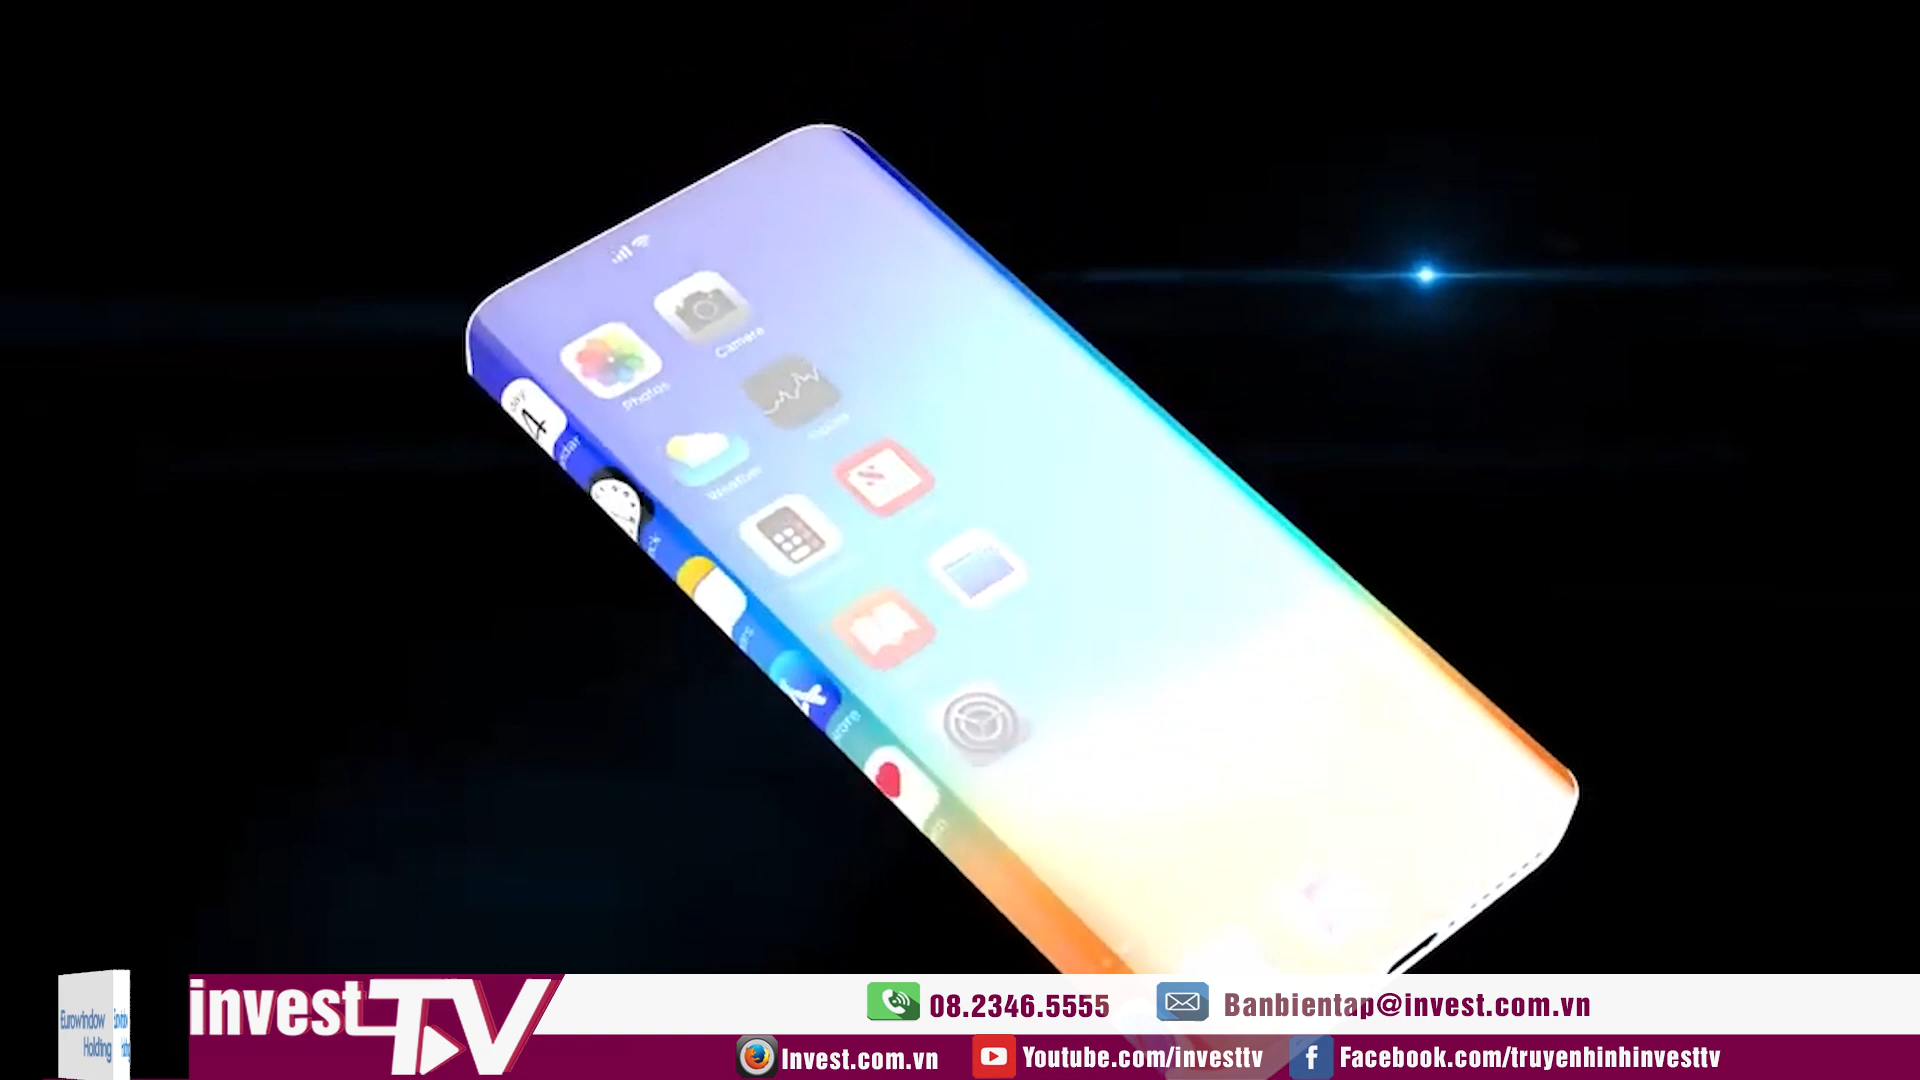 Camera
Photos
4
Weather
Eurowindow
Holding
invest TV
08.2346.5555
Banbientap@invest.com.vn
Invest.com.vn
Youtube.com/investtv
Facebook.com/truyenhinhinvesttv